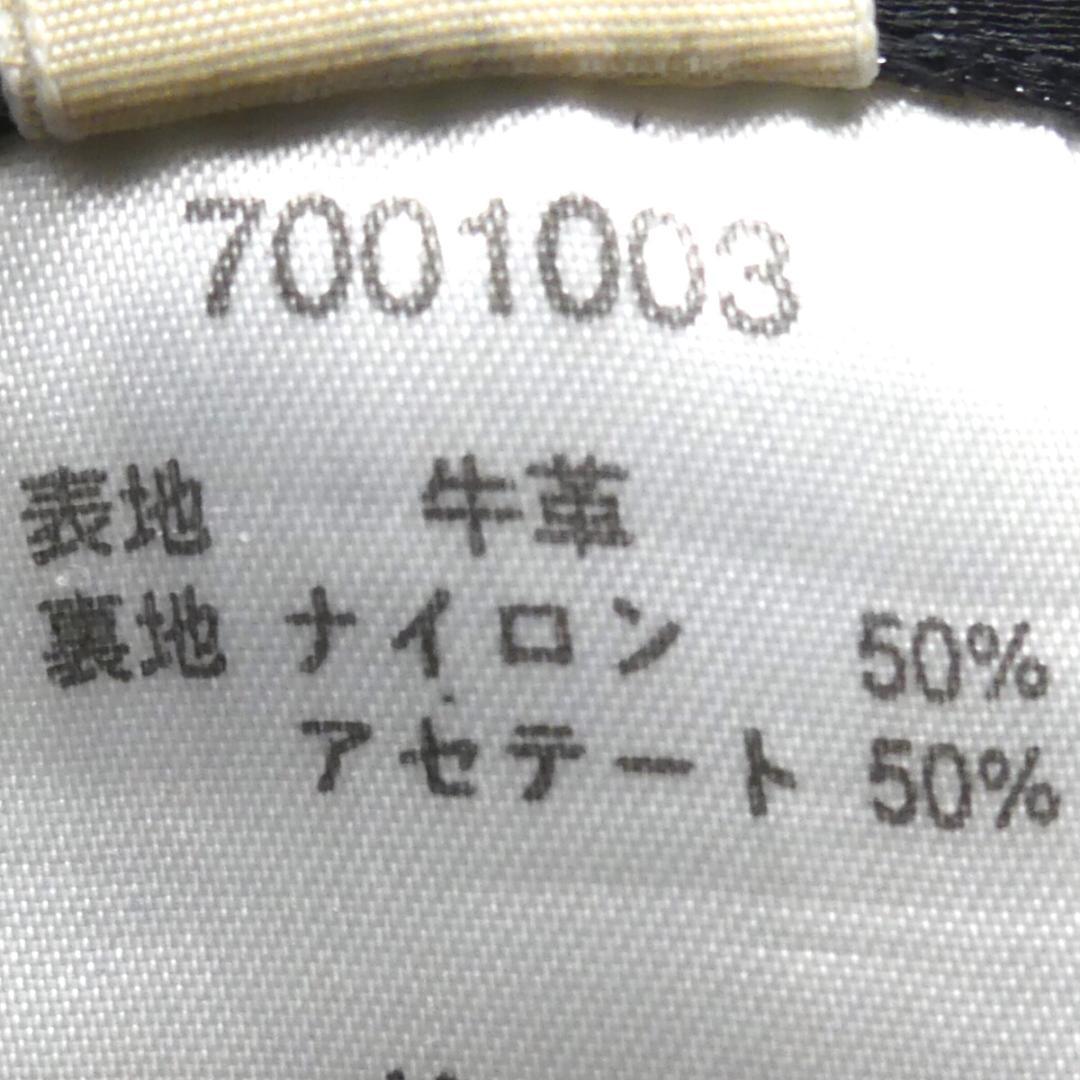 7001003
表地 牛革
裏地 ナイロン 50%
アセテート 50%